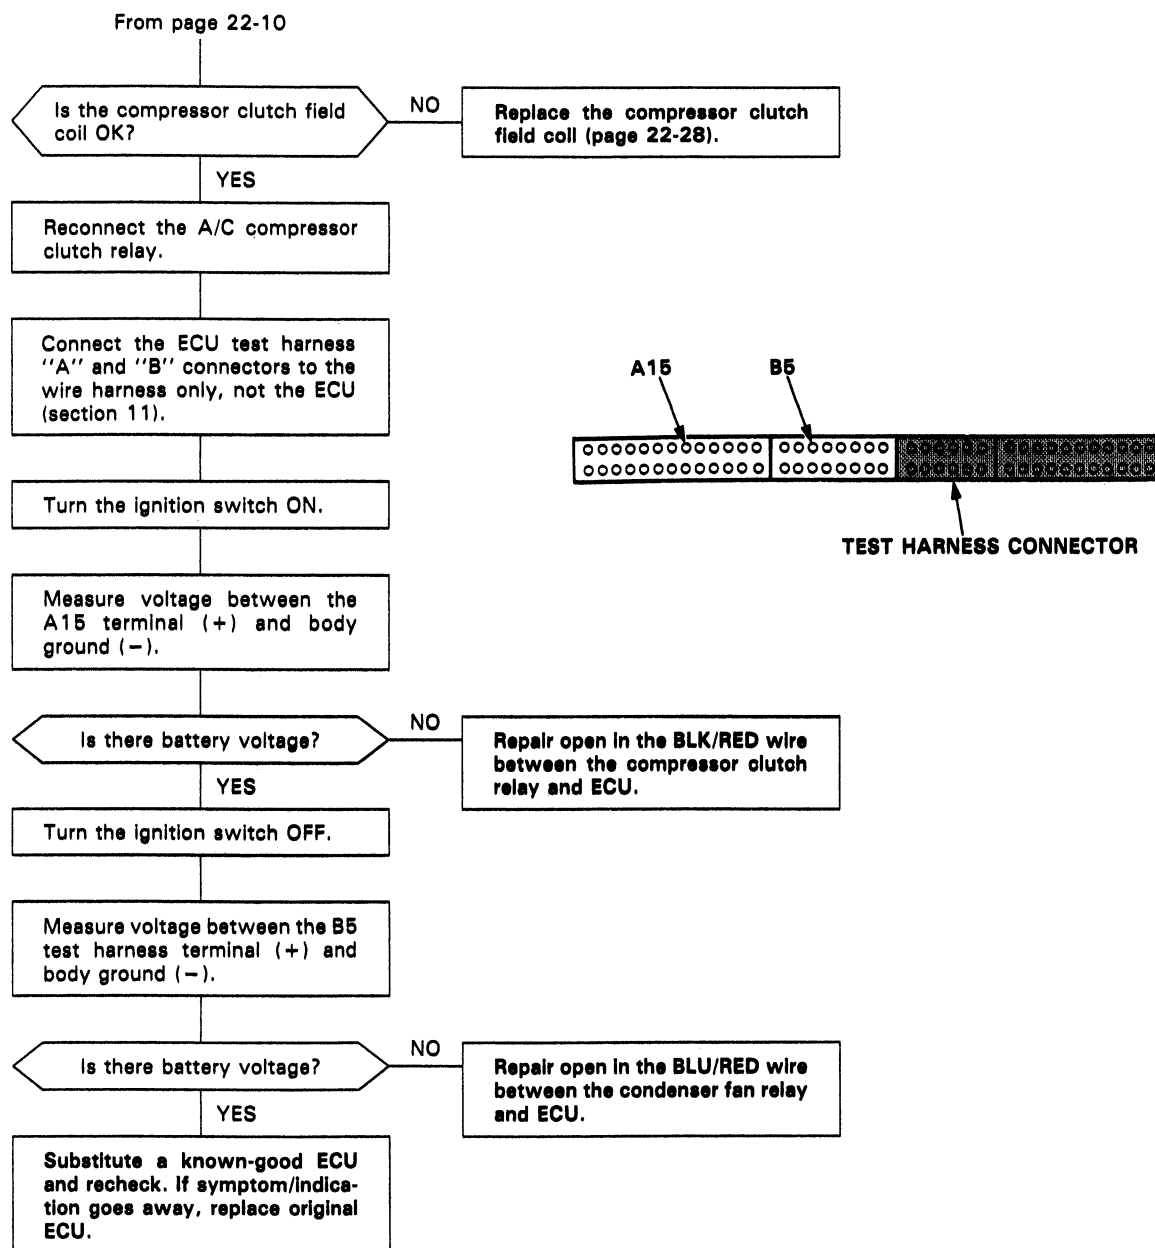 From page 22-10
Is the compressor clutch field
coil OK?
NO
Replace the compressor clutch
field coil (page 22-28).
YES
Reconnect the A/C compressor
clutch relay.
Connect the ECU test harness
"A" and "B" connectors to the
wire harness only, not the ECU
(section 11).
A15
B5
TEST HARNESS CONNECTOR
Turn the ignition switch ON.
Measure voltage between the
A15 terminal (+) and body
ground (−).
Is there battery voltage?
NO
Repair open in the BLK/RED wire
between the compressor clutch
relay and ECU.
YES
Turn the ignition switch OFF.
Measure voltage between the B5
test harness terminal (+) and
body ground (−).
Is there battery voltage?
NO
Repair open in the BLU/RED wire
between the condenser fan relay
and ECU.
YES
Substitute a known-good ECU
and recheck. If symptom/indica-
tion goes away, replace original
ECU.